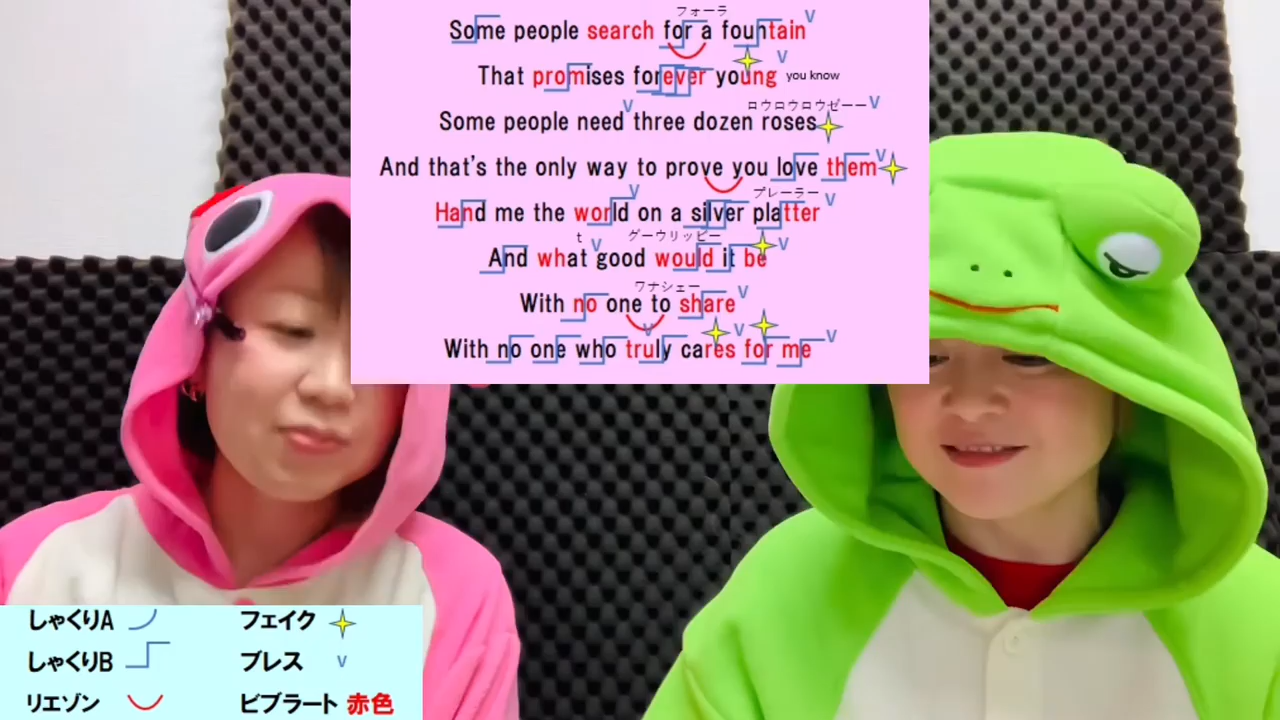 フォーラ
Some people search for a fountain
That promises forever young you know
ロウロウロウゼーー
Some people need three dozen roses
And that's the only way to prove you love them
プレーラー
Hand me the world on a silver platter
t グーウリッビー
And what good would it be
ワナシェー
With no one to share
With no one who truly cares for me
しゃくりA フェイク
しゃくりB ブレス v
リエゾン ビブラート 赤色